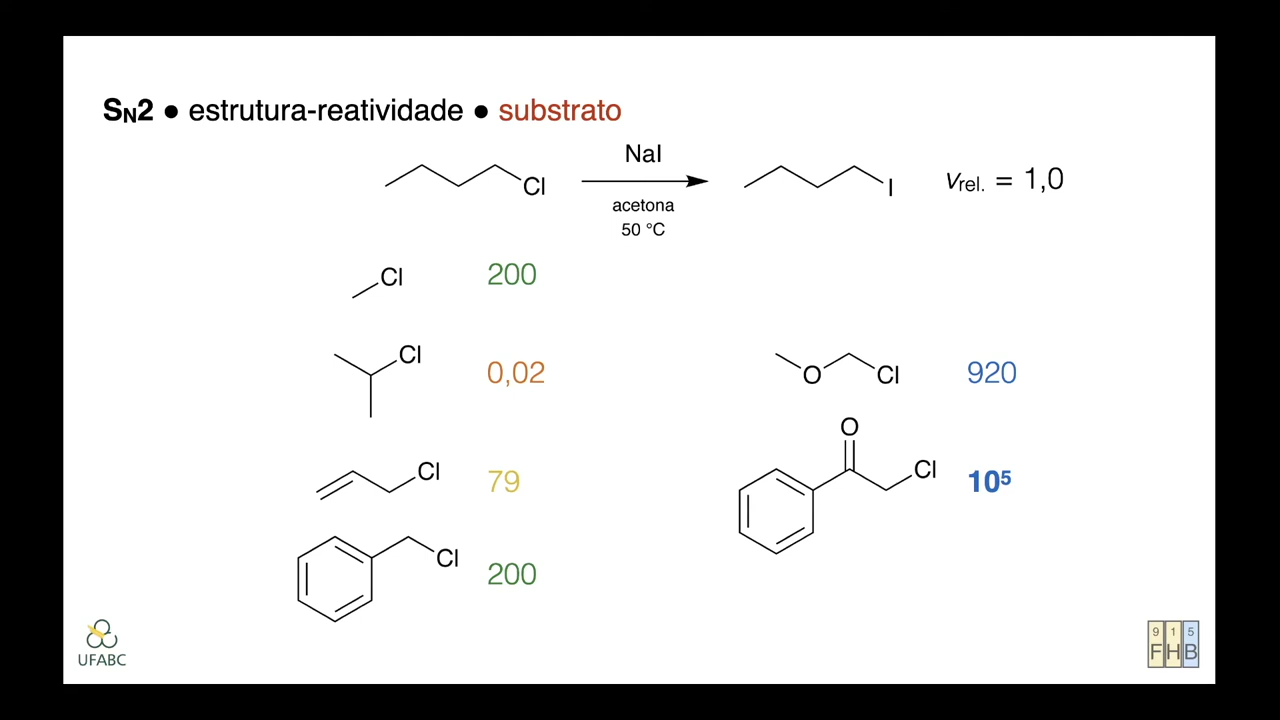 SN2 ● estrutura-reatividade ● substrato
NaI
Cl
acetona
50 °C
I
vrel. = 1,0
Cl
200
Cl
0,02
O
Cl
920
Cl
79
O
Cl
10⁵
Cl
200
UFABC
9 1 5
F H B